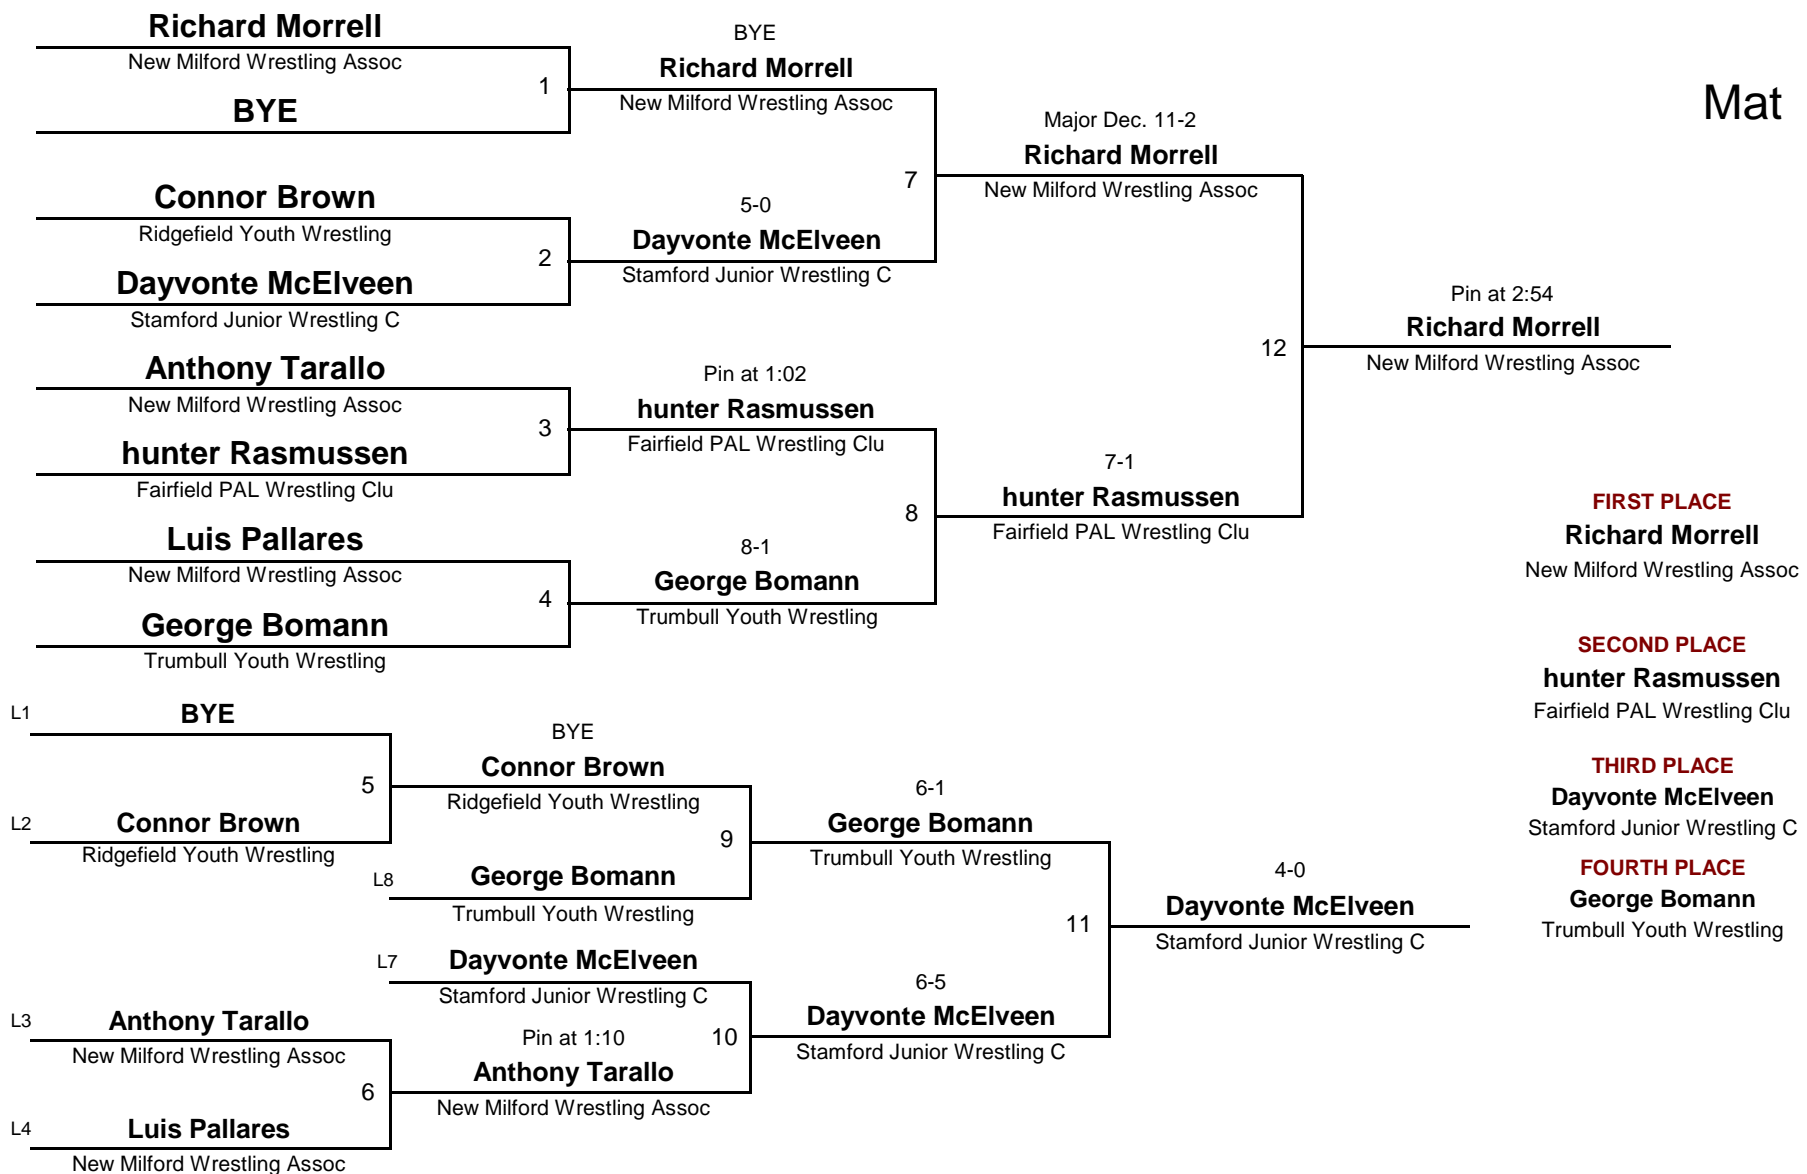 Richard Morrell
New Milford Wrestling Assoc
1
BYE
BYE
Richard Morrell
New Milford Wrestling Assoc
Mat
Connor Brown
Ridgefield Youth Wrestling
2
Dayvonte McElveen
Stamford Junior Wrestling C
5-0
Dayvonte McElveen
Stamford Junior Wrestling C
7
Major Dec. 11-2
Richard Morrell
New Milford Wrestling Assoc
Anthony Tarallo
New Milford Wrestling Assoc
3
hunter Rasmussen
Fairfield PAL Wrestling Clu
Pin at 1:02
hunter Rasmussen
Fairfield PAL Wrestling Clu
Luis Pallares
New Milford Wrestling Assoc
4
George Bomann
Trumbull Youth Wrestling
8-1
George Bomann
Trumbull Youth Wrestling
8
7-1
hunter Rasmussen
Fairfield PAL Wrestling Clu
12
Pin at 2:54
Richard Morrell
New Milford Wrestling Assoc
FIRST PLACE
Richard Morrell
New Milford Wrestling Assoc
SECOND PLACE
hunter Rasmussen
Fairfield PAL Wrestling Clu
THIRD PLACE
Dayvonte McElveen
Stamford Junior Wrestling C
FOURTH PLACE
George Bomann
Trumbull Youth Wrestling
L1
BYE
5
L2
Connor Brown
Ridgefield Youth Wrestling
BYE
Connor Brown
Ridgefield Youth Wrestling
9
L8
George Bomann
Trumbull Youth Wrestling
6-1
George Bomann
Trumbull Youth Wrestling
L7
Dayvonte McElveen
Stamford Junior Wrestling C
L3
Anthony Tarallo
New Milford Wrestling Assoc
6
L4
Luis Pallares
New Milford Wrestling Assoc
Pin at 1:10
10
Anthony Tarallo
New Milford Wrestling Assoc
6-5
Dayvonte McElveen
Stamford Junior Wrestling C
11
4-0
Dayvonte McElveen
Stamford Junior Wrestling C